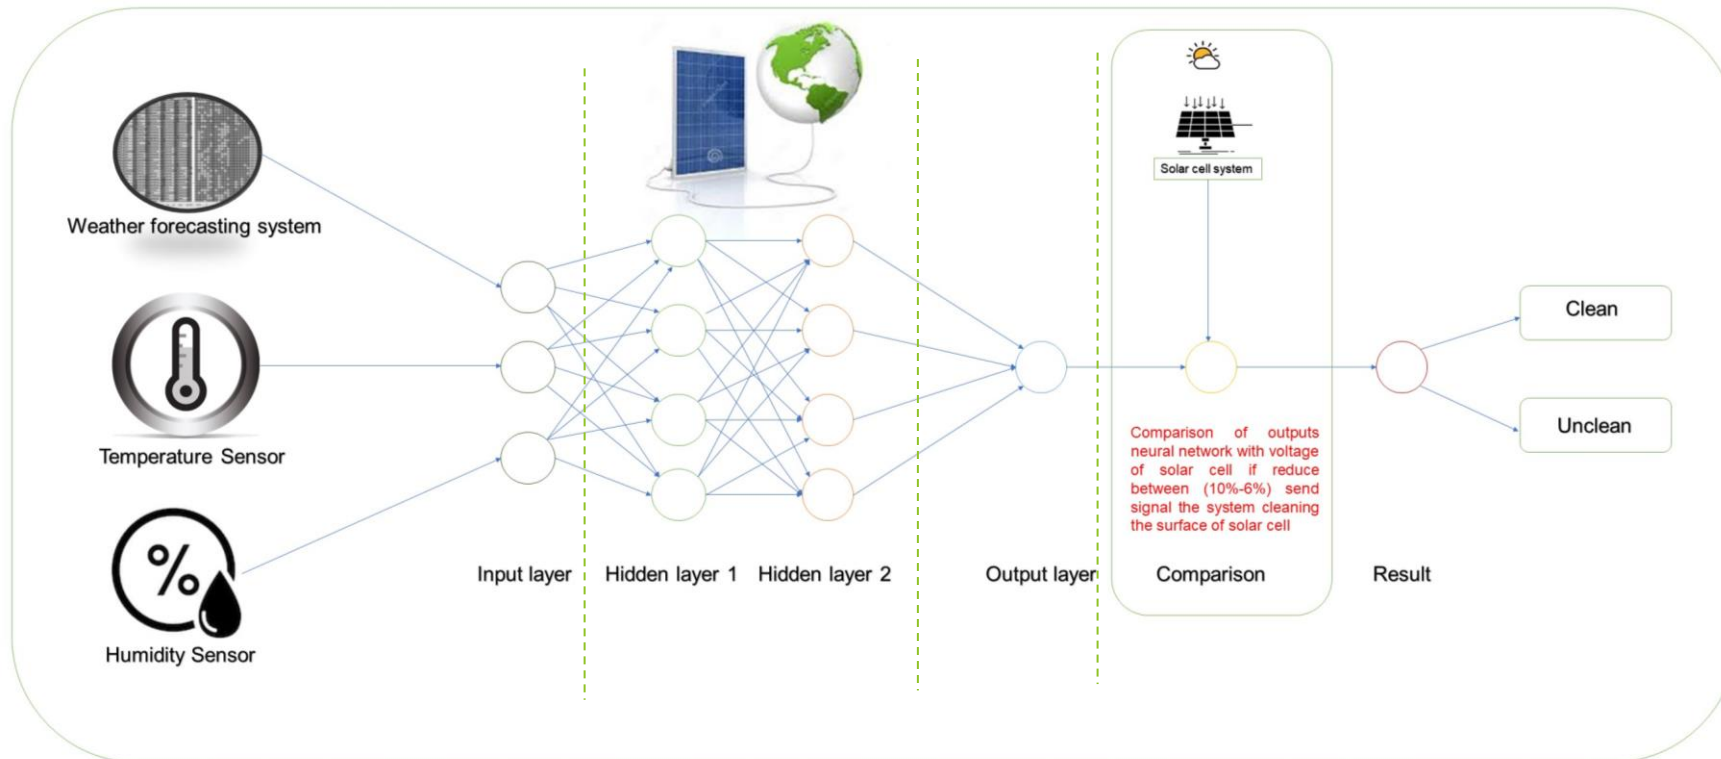 Weather forecasting system
Temperature Sensor
Humidity Sensor
%
Input layer
Hidden layer 1
Hidden layer 2
Output layer
Solar cell system
Comparison of outputs
neural network with voltage
of solar cell if reduce
between (10%-6%) send
signal the system cleaning
the surface of solar cell
Comparison
Result
Clean
Unclean